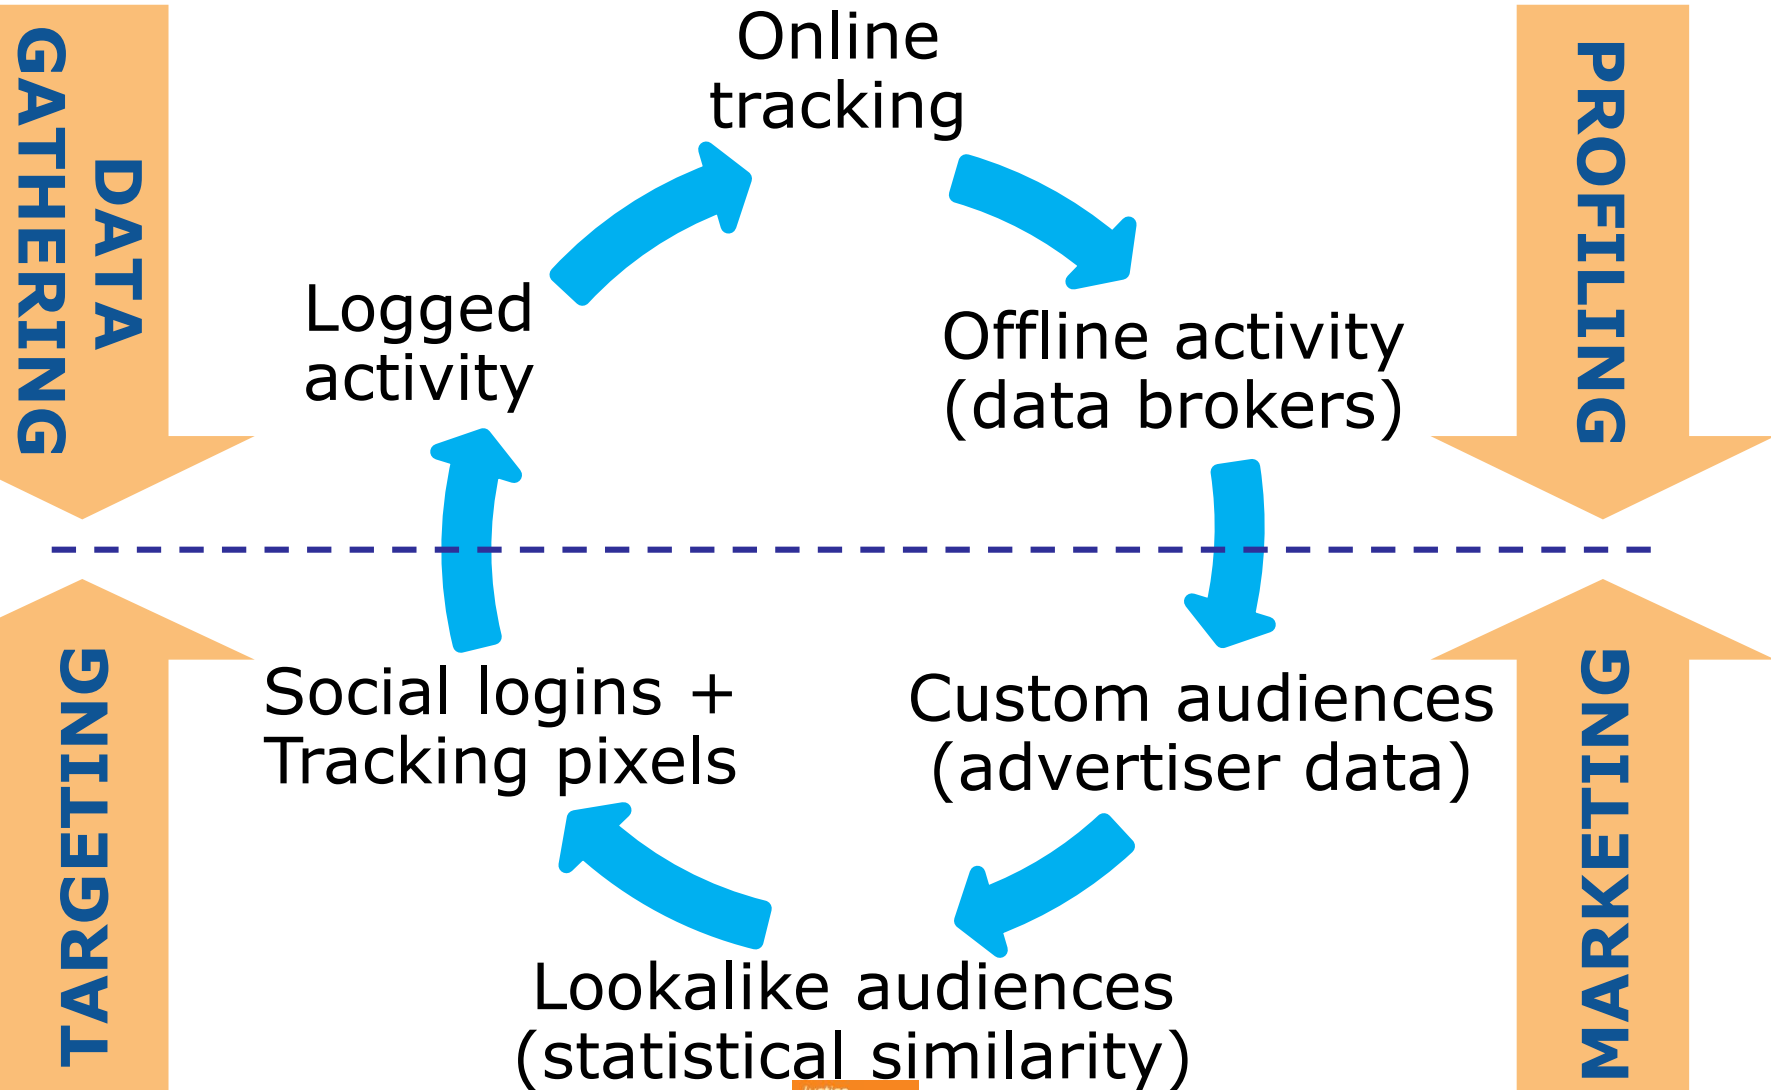 Online
tracking
DATA
GATHERING
PROFILING
Logged
activity
Offline activity
(data brokers)
Social logins +
Tracking pixels
Custom audiences
(advertiser data)
TARGETING
MARKETING
Lookalike audiences
(statistical similarity)